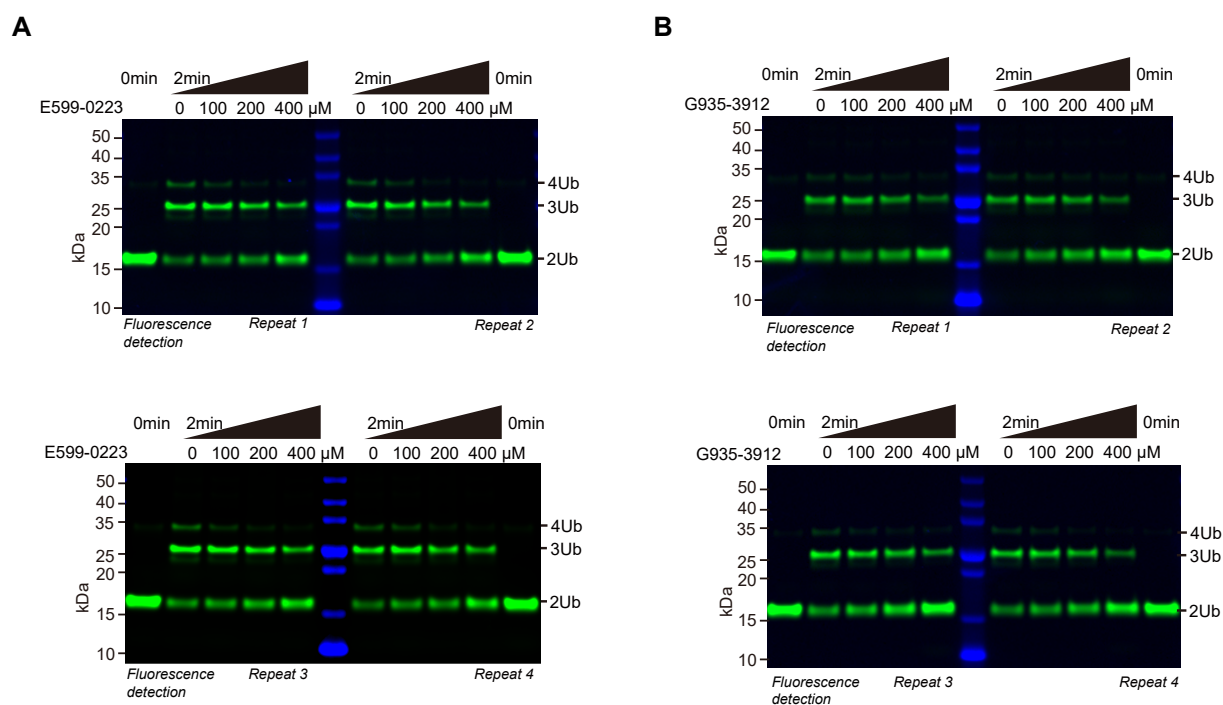 A
0min 2min 2min 0min
E599-0223 0 100 200 400 µM 0 100 200 400 µM
50
40
35
25
20
15
10
kDa
4Ub
3Ub
2Ub
Fluorescence detection
Repeat 1
Repeat 2
0min 2min 2min 0min
E599-0223 0 100 200 400 µM 0 100 200 400 µM
50
40
35
25
20
15
10
kDa
4Ub
3Ub
2Ub
Fluorescence detection
Repeat 3
Repeat 4
B
0min 2min 2min 0min
G935-3912 0 100 200 400 µM 0 100 200 400 µM
50
40
35
25
20
15
10
kDa
4Ub
3Ub
2Ub
Fluorescence detection
Repeat 1
Repeat 2
0min 2min 2min 0min
G935-3912 0 100 200 400 µM 0 100 200 400 µM
50
40
35
25
20
15
10
kDa
4Ub
3Ub
2Ub
Fluorescence detection
Repeat 3
Repeat 4